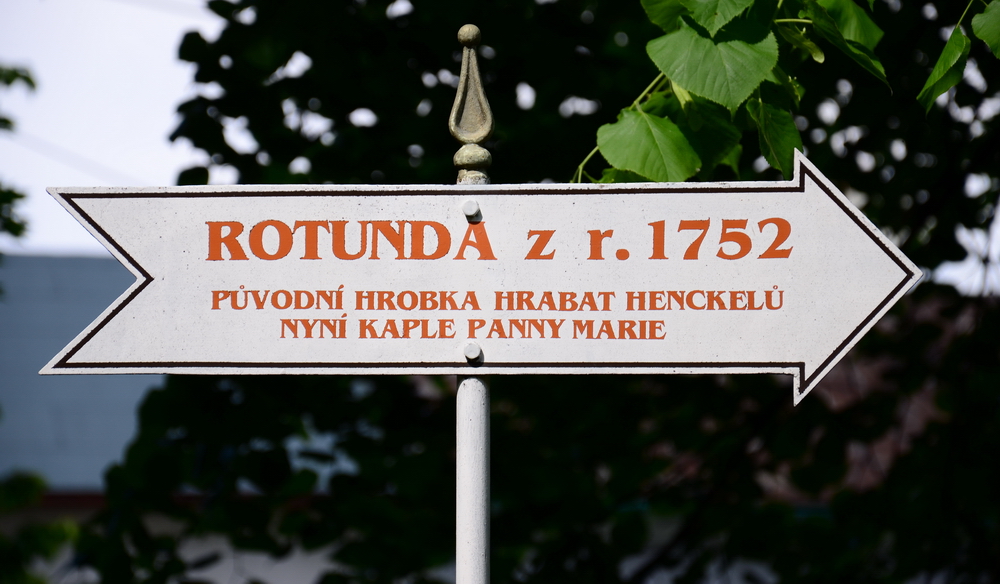 ROTUNDA z r. 1752
PŮVODNÍ HROBKA HRABAT HENCKELŮ
NYNÍ KAPLE PANNY MARIE